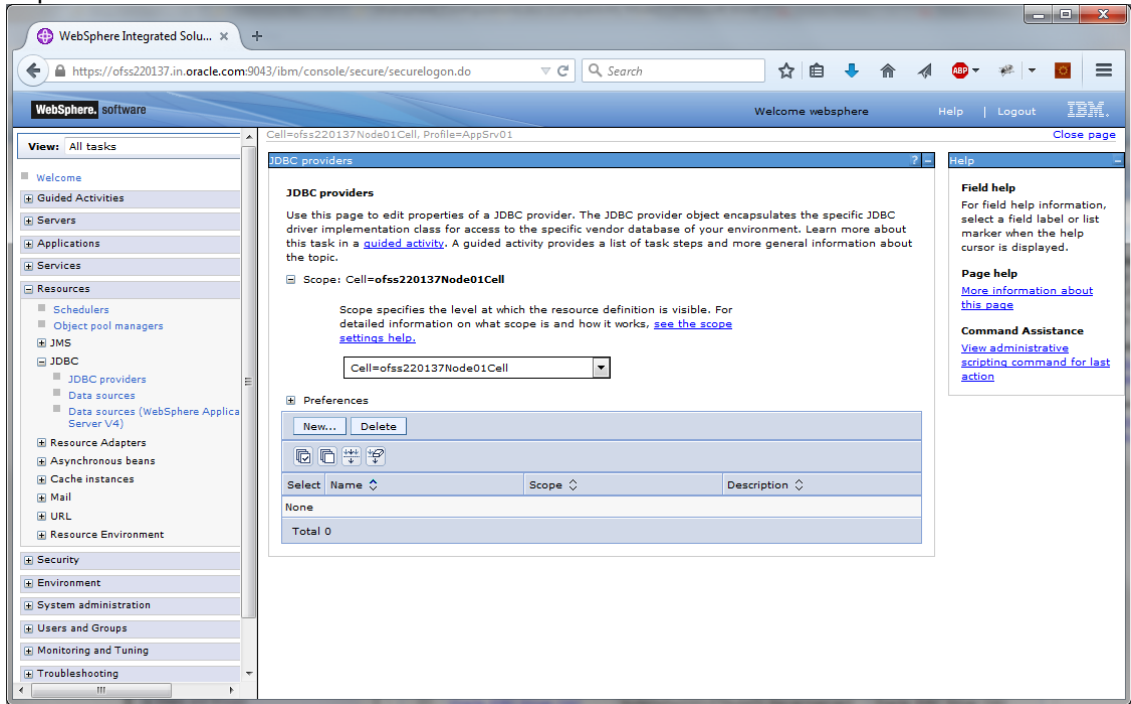 WebSphere Integrated Solu...
https://ofss220137.in.oracle.com:9043/ibm/console/secure/securelogon.do
Search
ABP
WebSphere. software
Welcome websphere
Help | Logout
IBM.
View: All tasks
Welcome
Guided Activities
Servers
Applications
Services
Resources
Schedulers
Object pool managers
JMS
JDBC
JDBC providers
Data sources
Data sources (WebSphere Applica
Server V4)
Resource Adapters
Asynchronous beans
Cache instances
Mail
URL
Resource Environment
Security
Environment
System administration
Users and Groups
Monitoring and Tuning
Troubleshooting
Cell=ofss220137Node01Cell, Profile=AppSrv01
Close page
JDBC providers
? -
JDBC providers
Use this page to edit properties of a JDBC provider. The JDBC provider object encapsulates the specific JDBC
driver implementation class for access to the specific vendor database of your environment. Learn more about
this task in a guided activity. A guided activity provides a list of task steps and more general information about
the topic.
Scope: Cell=ofss220137Node01Cell
Scope specifies the level at which the resource definition is visible. For
detailed information on what scope is and how it works, see the scope
settings help.
Cell=ofss220137Node01Cell
Preferences
New... Delete
Select Name Scope Description
None
Total 0
Help
Field help
For field help information,
select a field label or list
marker when the help
cursor is displayed.
Page help
More information about
this page
Command Assistance
View administrative
scripting command for last
action